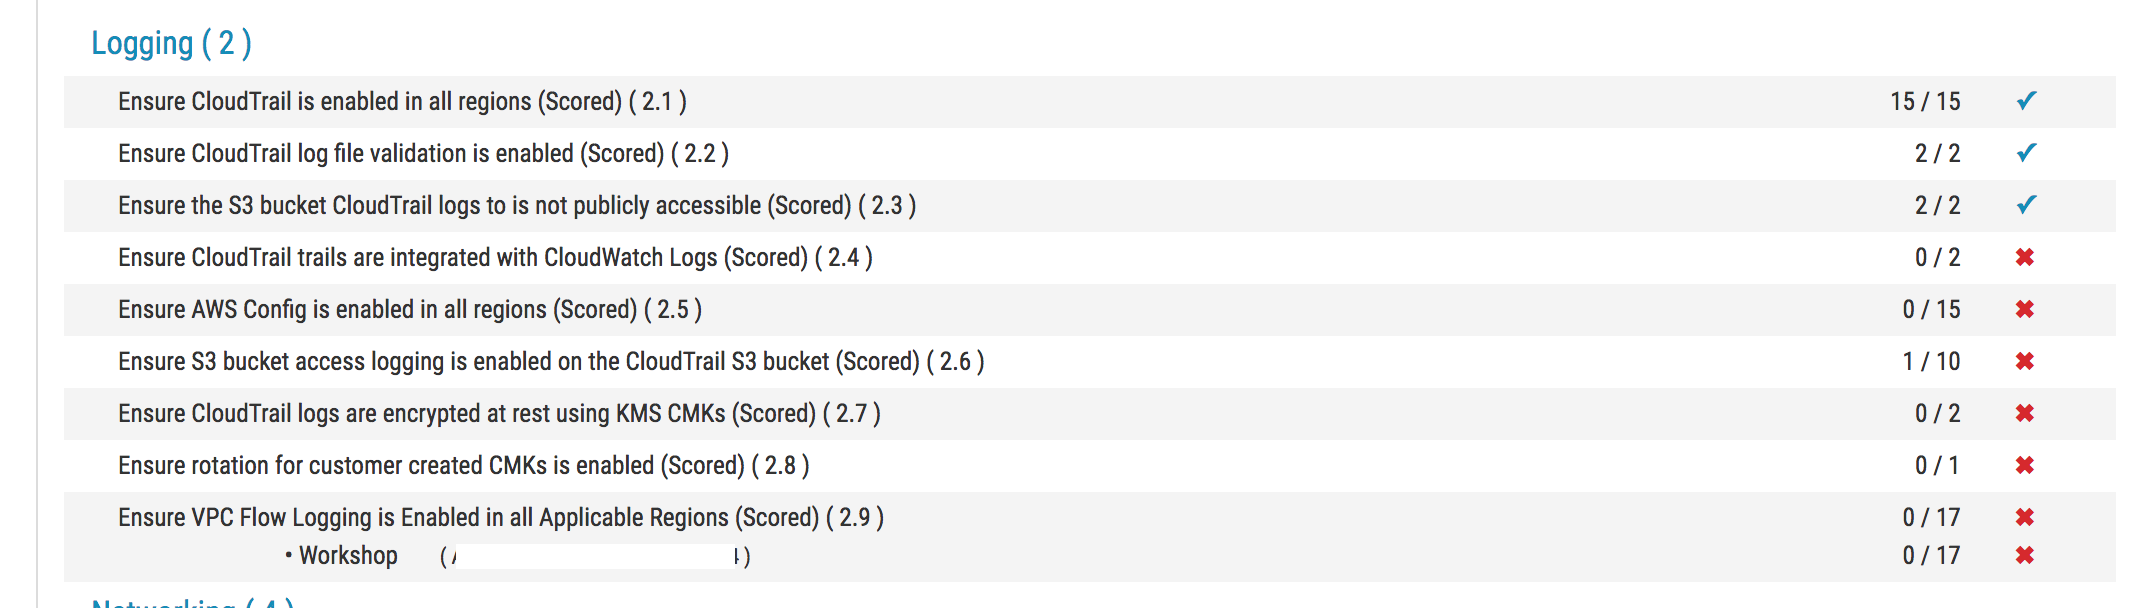 Logging ( 2 )
Ensure CloudTrail is enabled in all regions (Scored) ( 2.1 ) 15 / 15 ✔
Ensure CloudTrail log file validation is enabled (Scored) ( 2.2 ) 2 / 2 ✔
Ensure the S3 bucket CloudTrail logs to is not publicly accessible (Scored) ( 2.3 ) 2 / 2 ✔
Ensure CloudTrail trails are integrated with CloudWatch Logs (Scored) ( 2.4 ) 0 / 2 ✖
Ensure AWS Config is enabled in all regions (Scored) ( 2.5 ) 0 / 15 ✖
Ensure S3 bucket access logging is enabled on the CloudTrail S3 bucket (Scored) ( 2.6 ) 1 / 10 ✖
Ensure CloudTrail logs are encrypted at rest using KMS CMKs (Scored) ( 2.7 ) 0 / 2 ✖
Ensure rotation for customer created CMKs is enabled (Scored) ( 2.8 ) 0 / 1 ✖
Ensure VPC Flow Logging is Enabled in all Applicable Regions (Scored) ( 2.9 ) 0 / 17 ✖
• Workshop ( ) 0 / 17 ✖
Networking ( 4 )